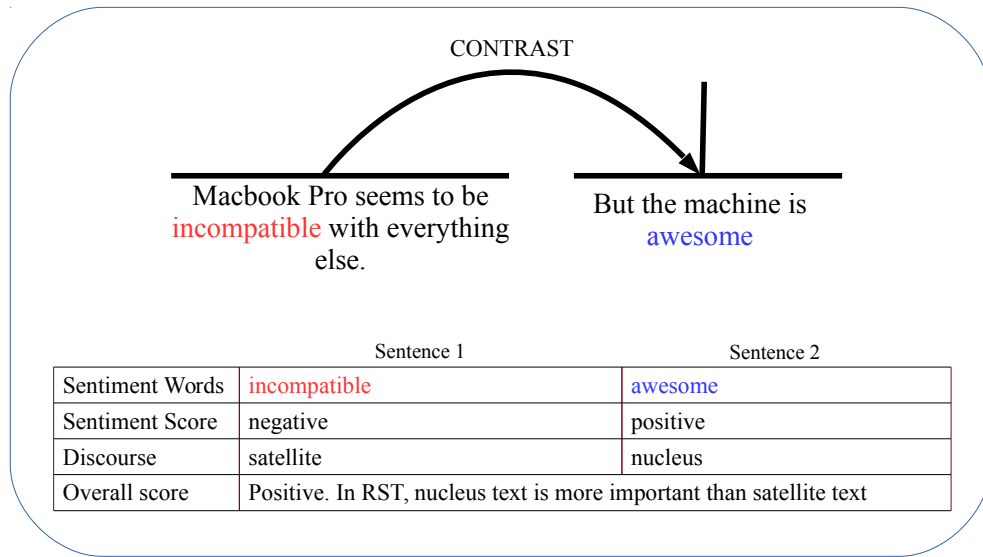 CONTRAST
Macbook Pro seems to be
incompatible with everything
else.
But the machine is
awesome
Sentence 1 Sentence 2
Sentiment Words incompatible awesome
Sentiment Score negative positive
Discourse satellite nucleus
Overall score Positive. In RST, nucleus text is more important than satellite text